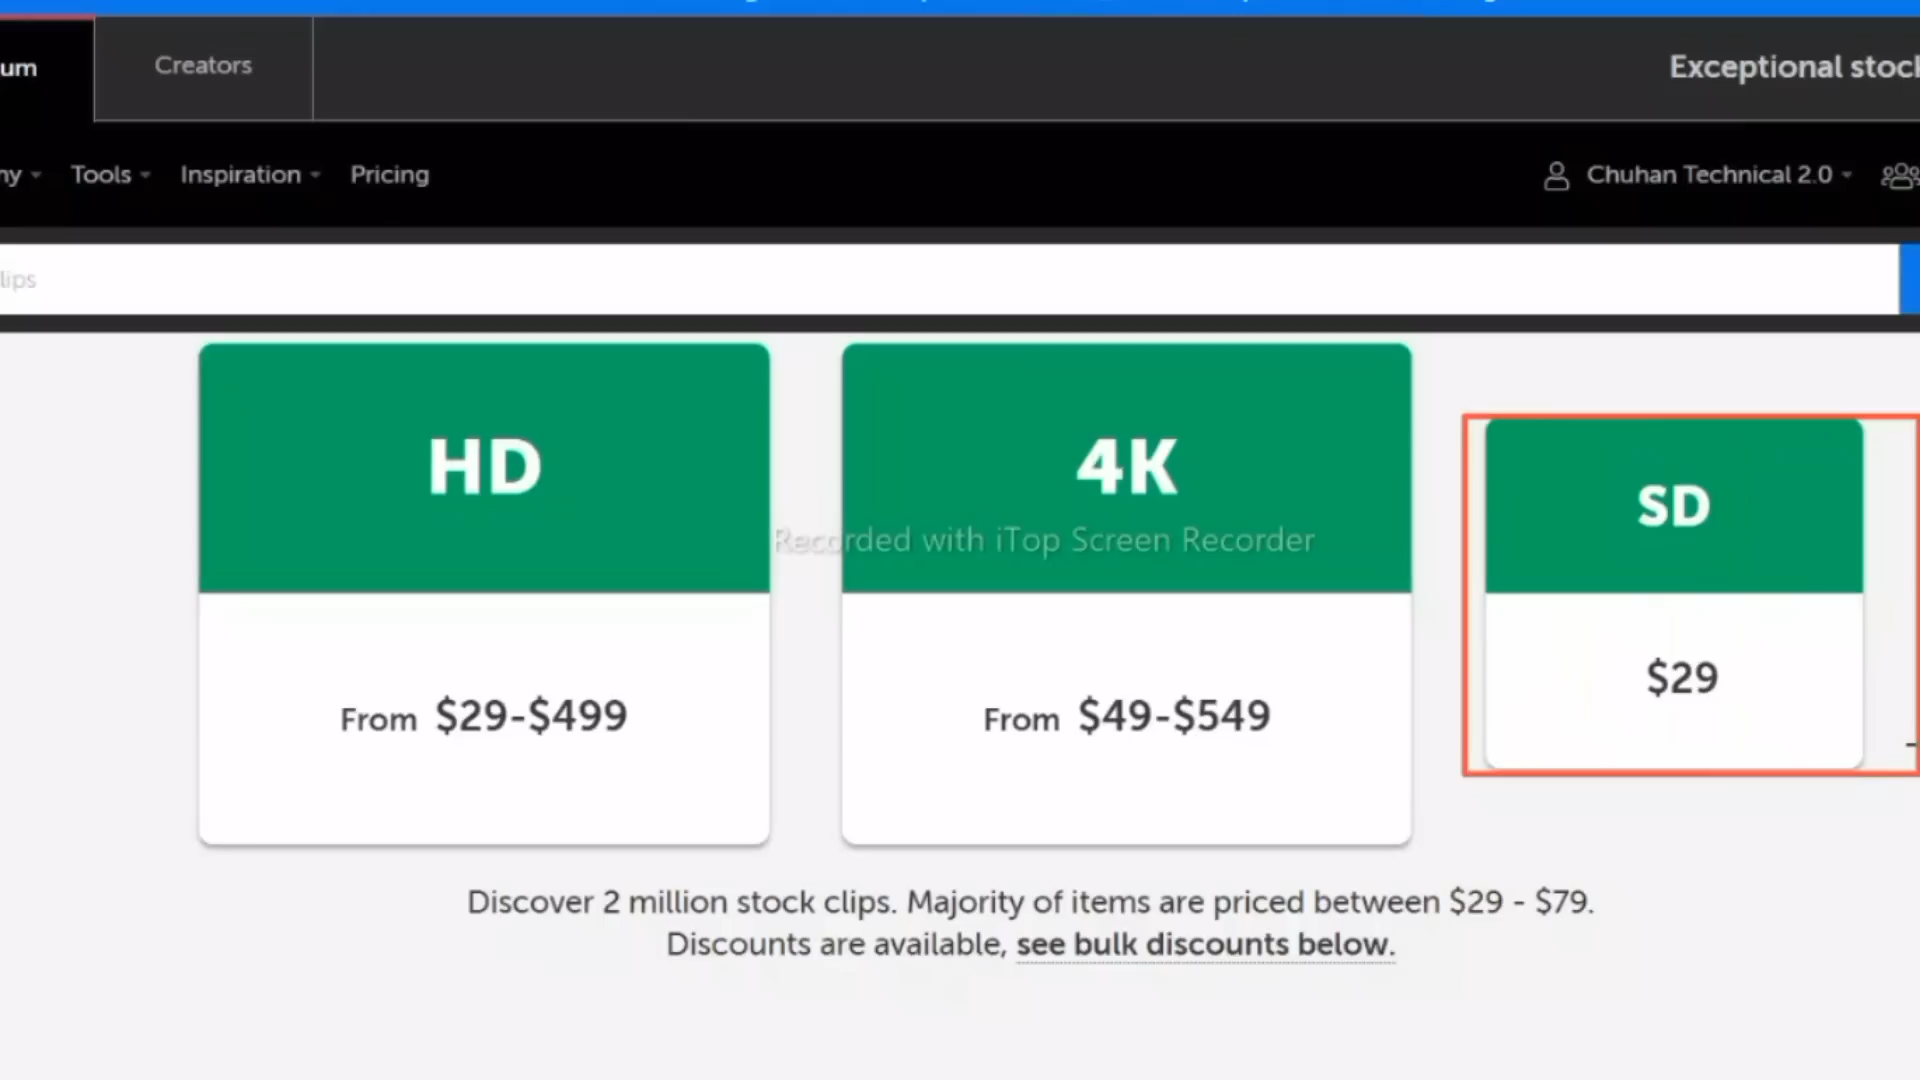 Creators
Exceptional
Tools
Inspiration
Pricing
Chuhan Technical 2.0
HD
4K
SD
Recorded with iTop Screen Recorder
From $29-$499
From $49-$549
$29
Discover 2 million stock clips. Majority of items are priced between $29 - $79.
Discounts are available, see bulk discounts below.